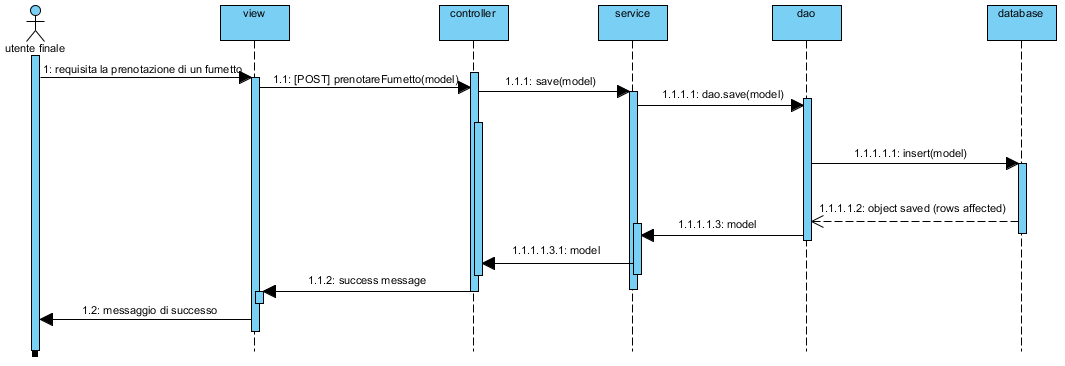 view
controller
service
dao
database
utente finale
1: requisita la prenotazione di un fumetto
1.1: [POST] prenotareFumetto(model)
1.1.1: save(model)
1.1.1.1: dao.save(model)
1.1.1.1.1: insert(model)
1.1.1.1.2: object saved (rows affected)
1.1.1.1.3: model
1.1.1.1.3.1: model
1.1.2: success message
1.2: messaggio di successo